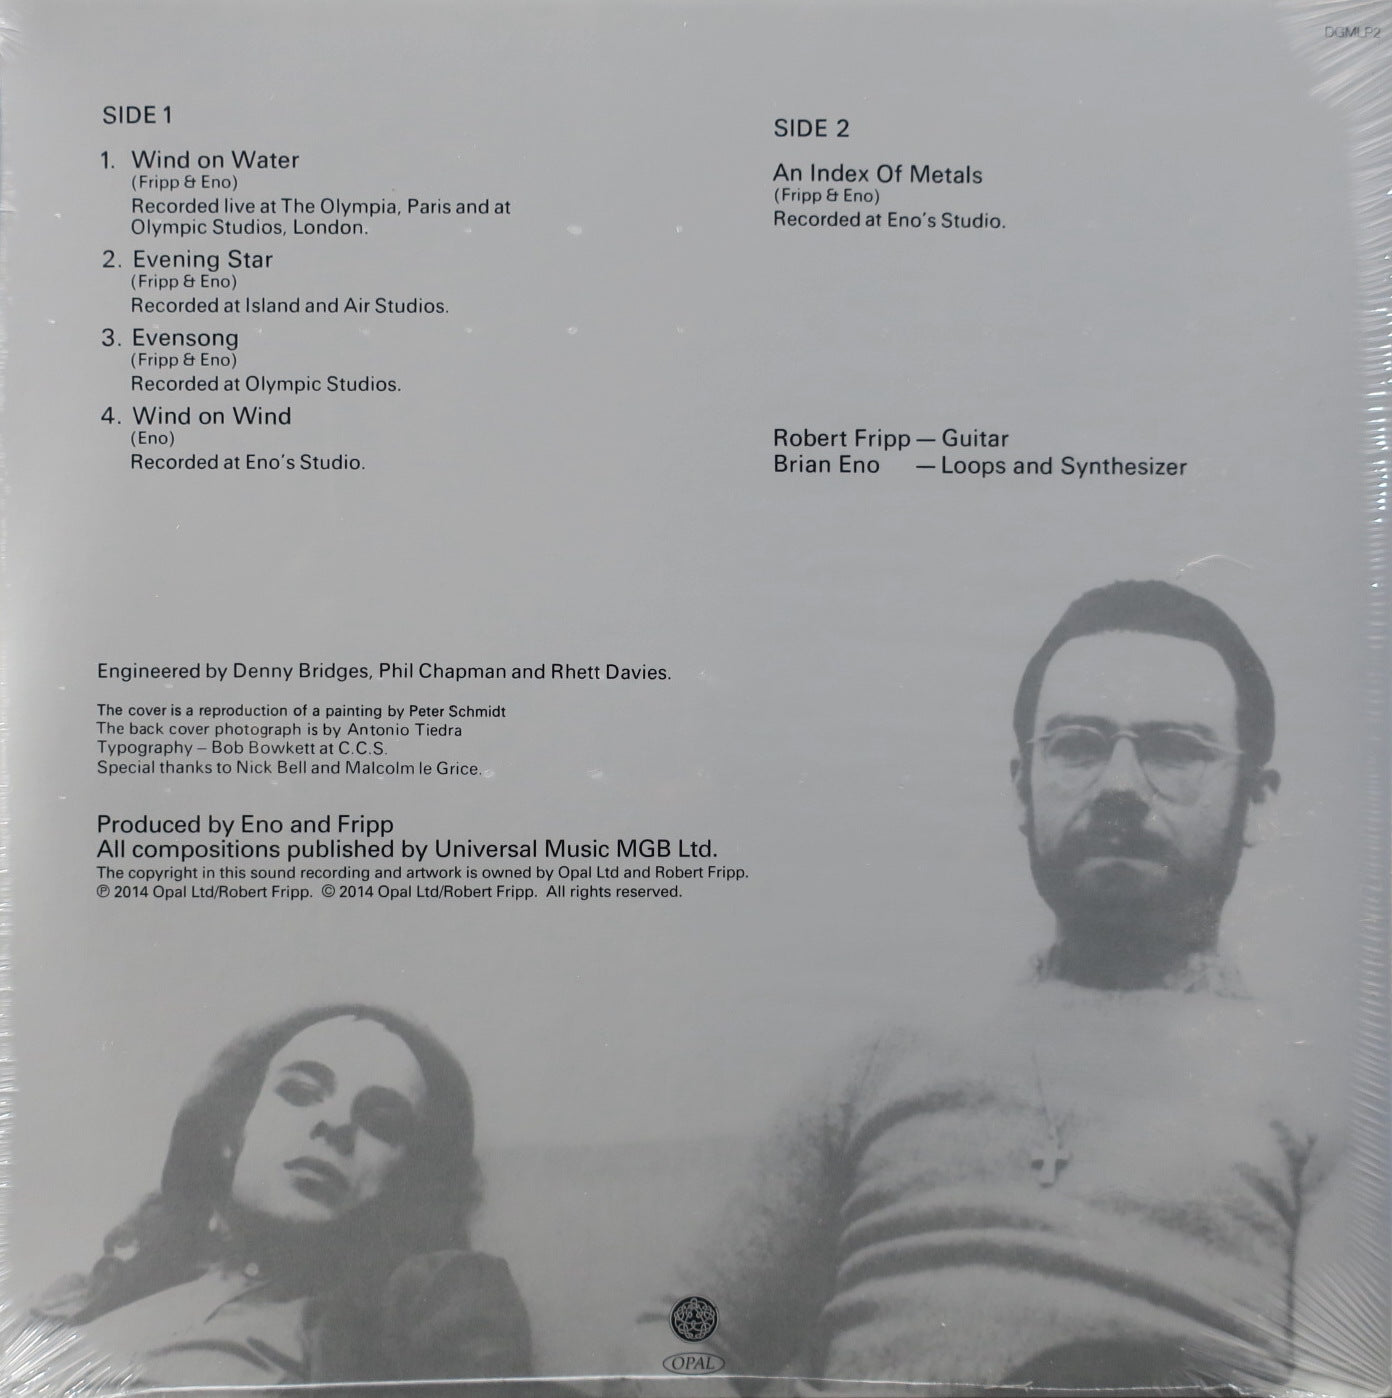 DGMLP2
SIDE 1
1. Wind on Water
(Fripp & Eno)
Recorded live at The Olympia, Paris and at
Olympic Studios, London.
2. Evening Star
(Fripp & Eno)
Recorded at Island and Air Studios.
3. Evensong
(Fripp & Eno)
Recorded at Olympic Studios.
4. Wind on Wind
(Eno)
Recorded at Eno's Studio.
SIDE 2
An Index Of Metals
(Fripp & Eno)
Recorded at Eno's Studio.
Robert Fripp — Guitar
Brian Eno — Loops and Synthesizer
Engineered by Denny Bridges, Phil Chapman and Rhett Davies.
The cover is a reproduction of a painting by Peter Schmidt
The back cover photograph is by Antonio Tiedra
Typography – Bob Bowkett at C.C.S.
Special thanks to Nick Bell and Malcolm le Grice.
Produced by Eno and Fripp
All compositions published by Universal Music MGB Ltd.
The copyright in this sound recording and artwork is owned by Opal Ltd and Robert Fripp.
℗ 2014 Opal Ltd/Robert Fripp. © 2014 Opal Ltd/Robert Fripp. All rights reserved.
OPAL